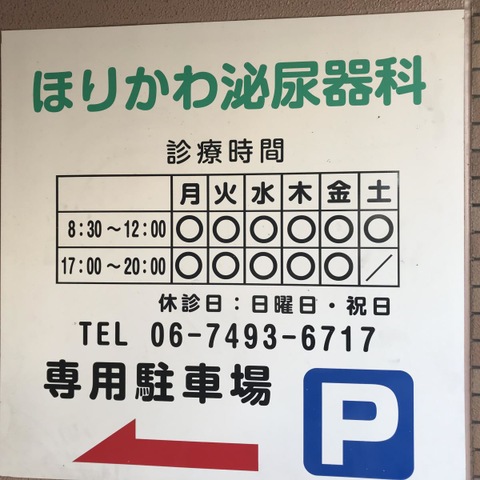 ほりかわ泌尿器科
診療時間
月 火 水 木 金 土
8:30～12:00 ○ ○ ○ ○ ○ ○
17:00～20:00 ○ ○ ○ ○ ○ ／
休診日：日曜日・祝日
TEL 06-7493-6717
専用駐車場
P